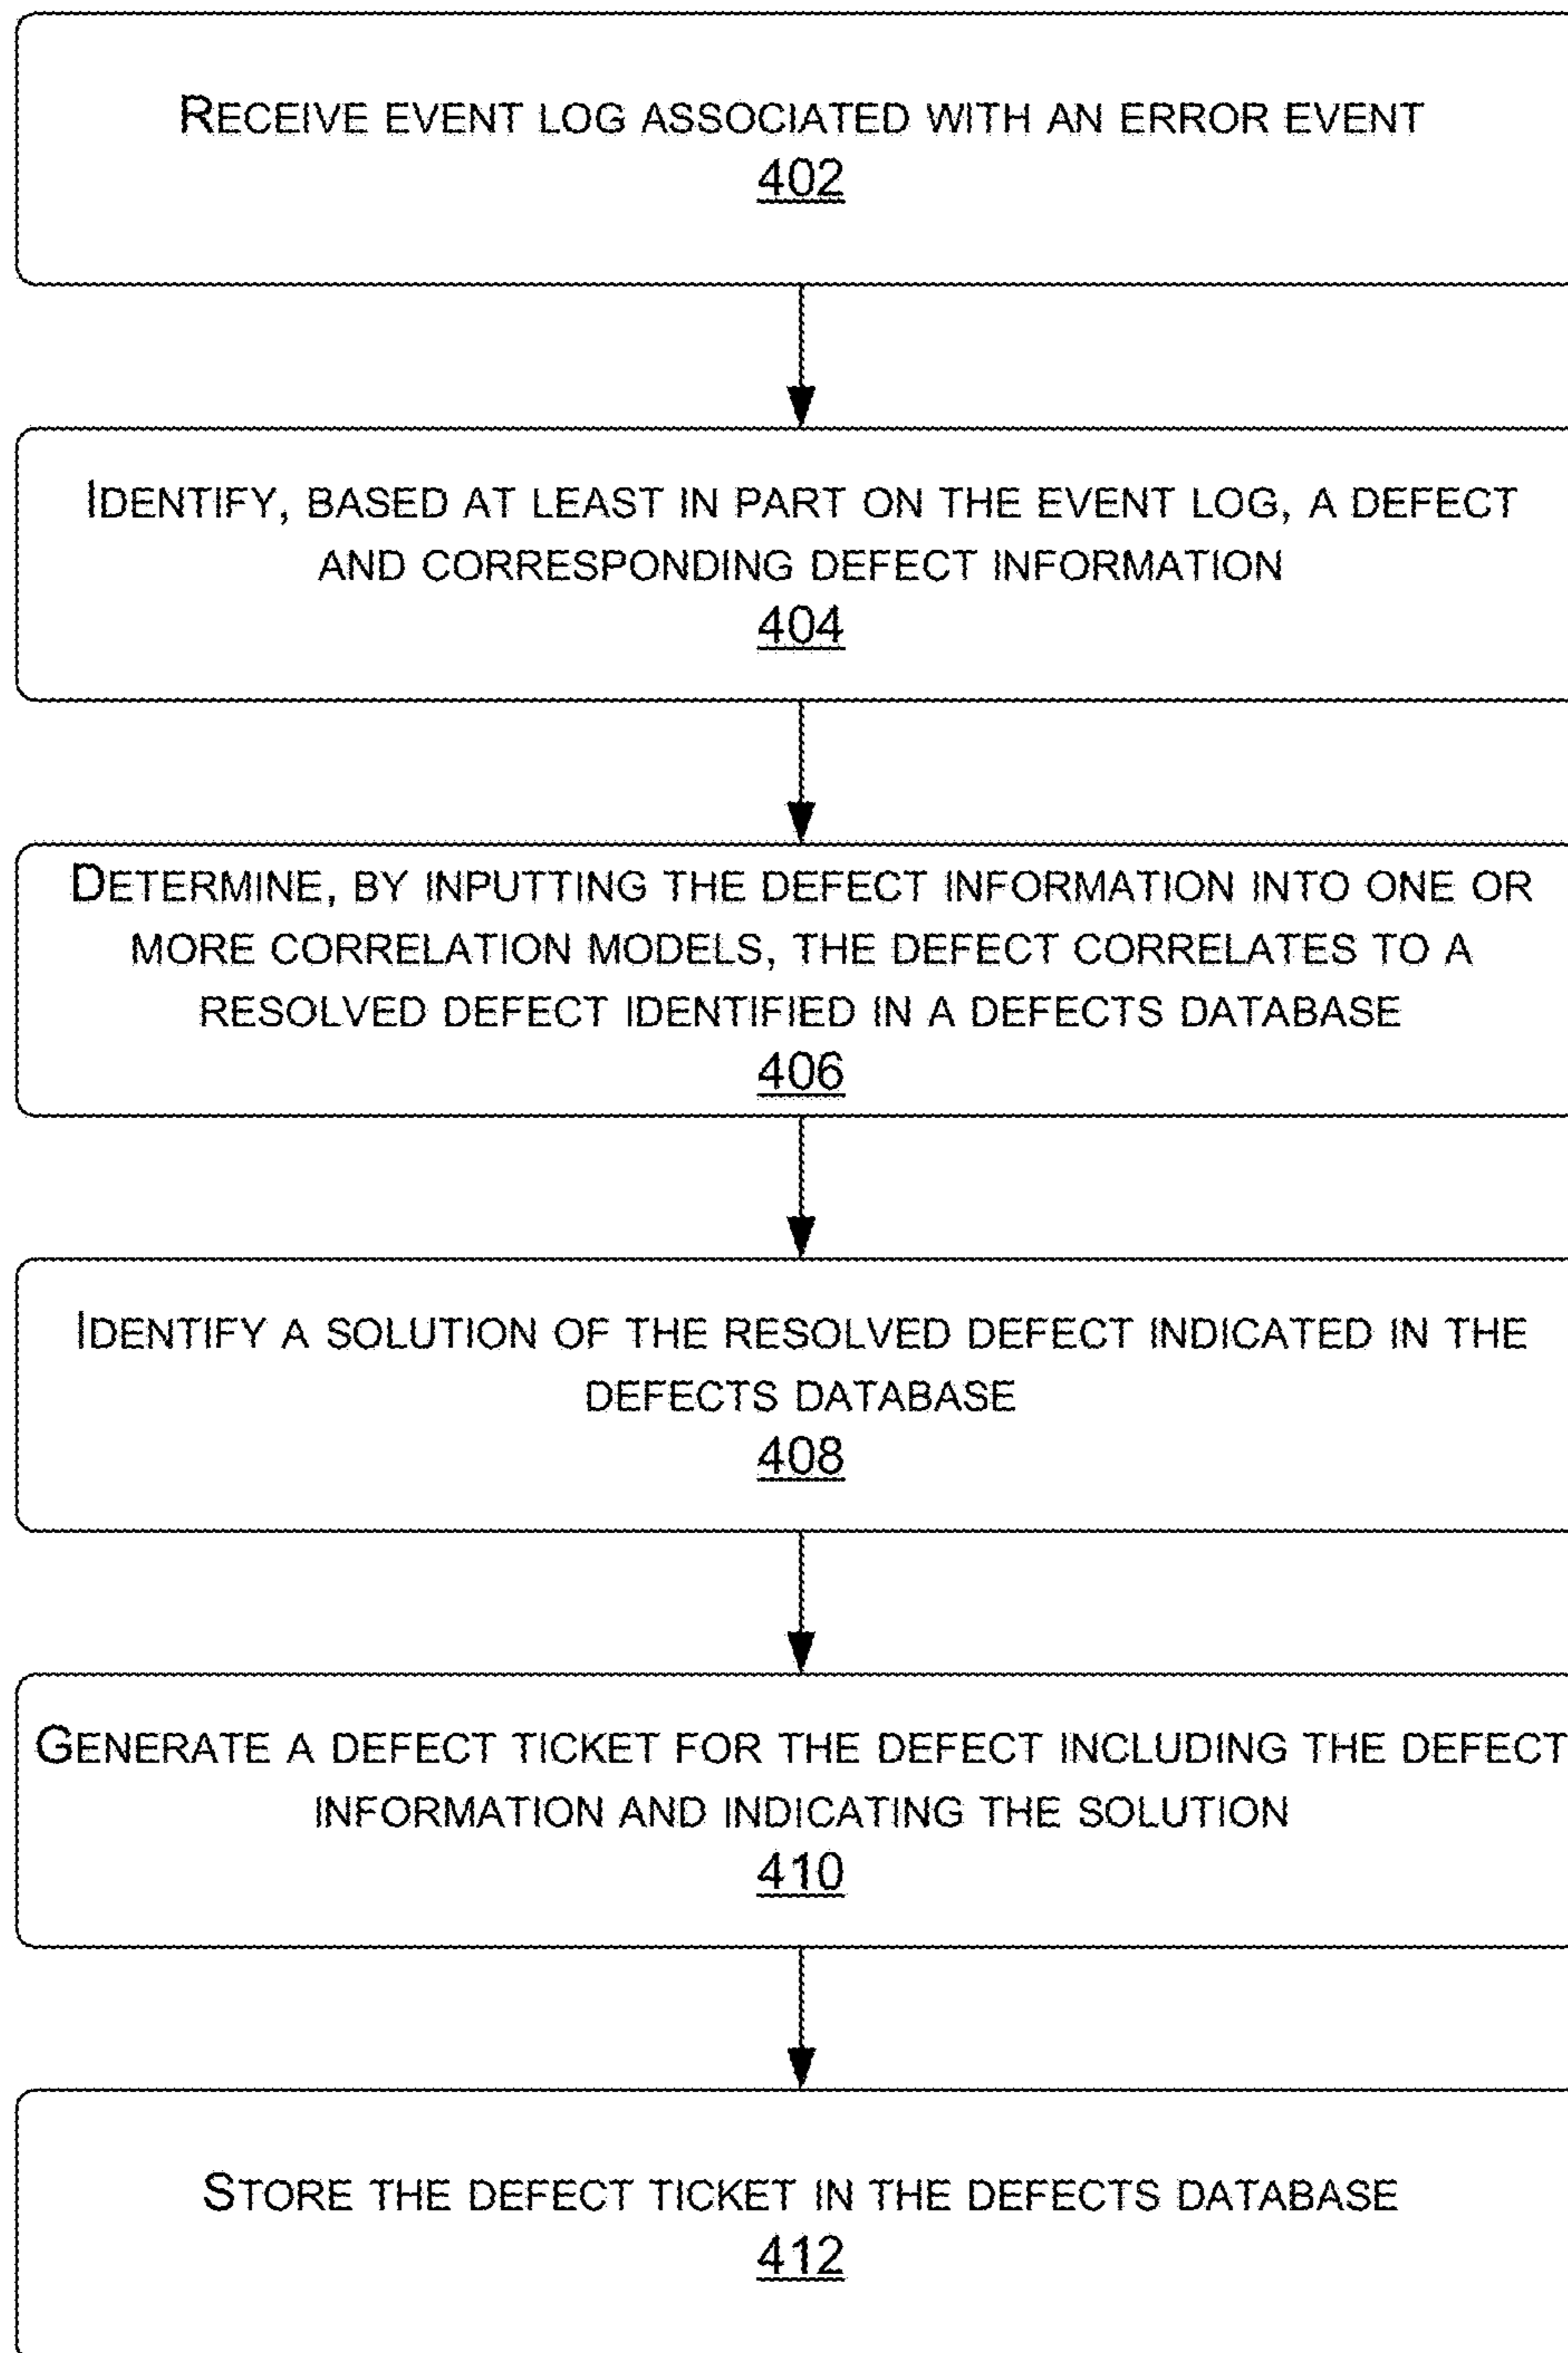 RECEIVE EVENT LOG ASSOCIATED WITH AN ERROR EVENT
402
IDENTIFY, BASED AT LEAST IN PART ON THE EVENT LOG, A DEFECT
AND CORRESPONDING DEFECT INFORMATION
404
DETERMINE, BY INPUTTING THE DEFECT INFORMATION INTO ONE OR
MORE CORRELATION MODELS, THE DEFECT CORRELATES TO A
RESOLVED DEFECT IDENTIFIED IN A DEFECTS DATABASE
406
IDENTIFY A SOLUTION OF THE RESOLVED DEFECT INDICATED IN THE
DEFECTS DATABASE
408
GENERATE A DEFECT TICKET FOR THE DEFECT INCLUDING THE DEFECT
INFORMATION AND INDICATING THE SOLUTION
410
STORE THE DEFECT TICKET IN THE DEFECTS DATABASE
412